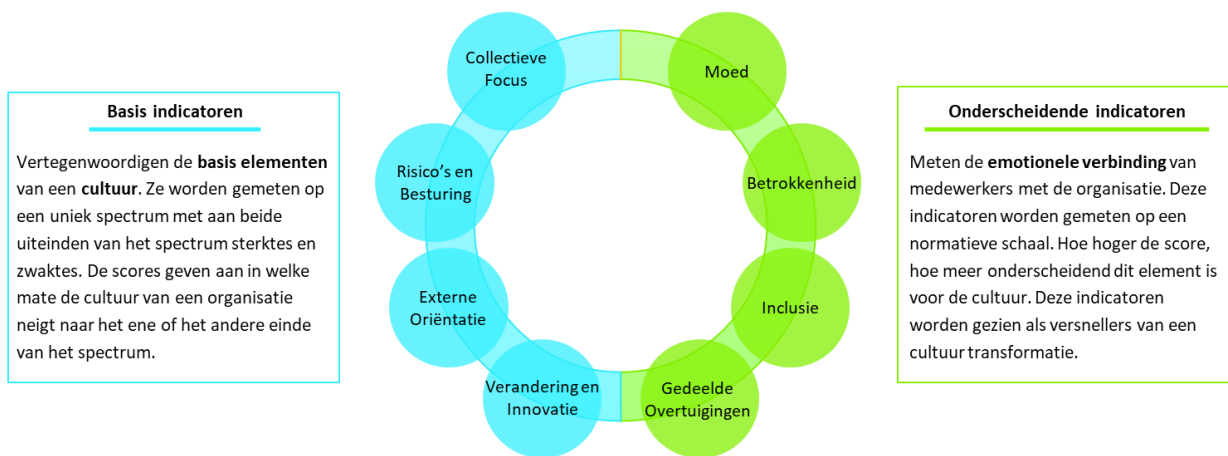 Basis indicatoren
Vertegenwoordigen de basis elementen
van een cultuur. Ze worden gemeten op
een uniek spectrum met aan beide
uiteinden van het spectrum sterktes en
zwaktes. De scores geven aan in welke
mate de cultuur van een organisatie
neigt naar het ene of het andere einde
van het spectrum.
Collectieve
Focus
Risico's en
Besturing
Externe
Oriëntatie
Verandering en
Innovatie
Moed
Betrokkenheid
Inclusie
Gedeelde
Overtuigingen
Onderscheidende indicatoren
Meten de emotionele verbinding van
medewerkers met de organisatie. Deze
indicatoren worden gemeten op een
normatieve schaal. Hoe hoger de score,
hoe meer onderscheidend dit element is
voor de cultuur. Deze indicatoren
worden gezien als versnellers van een
cultuur transformatie.